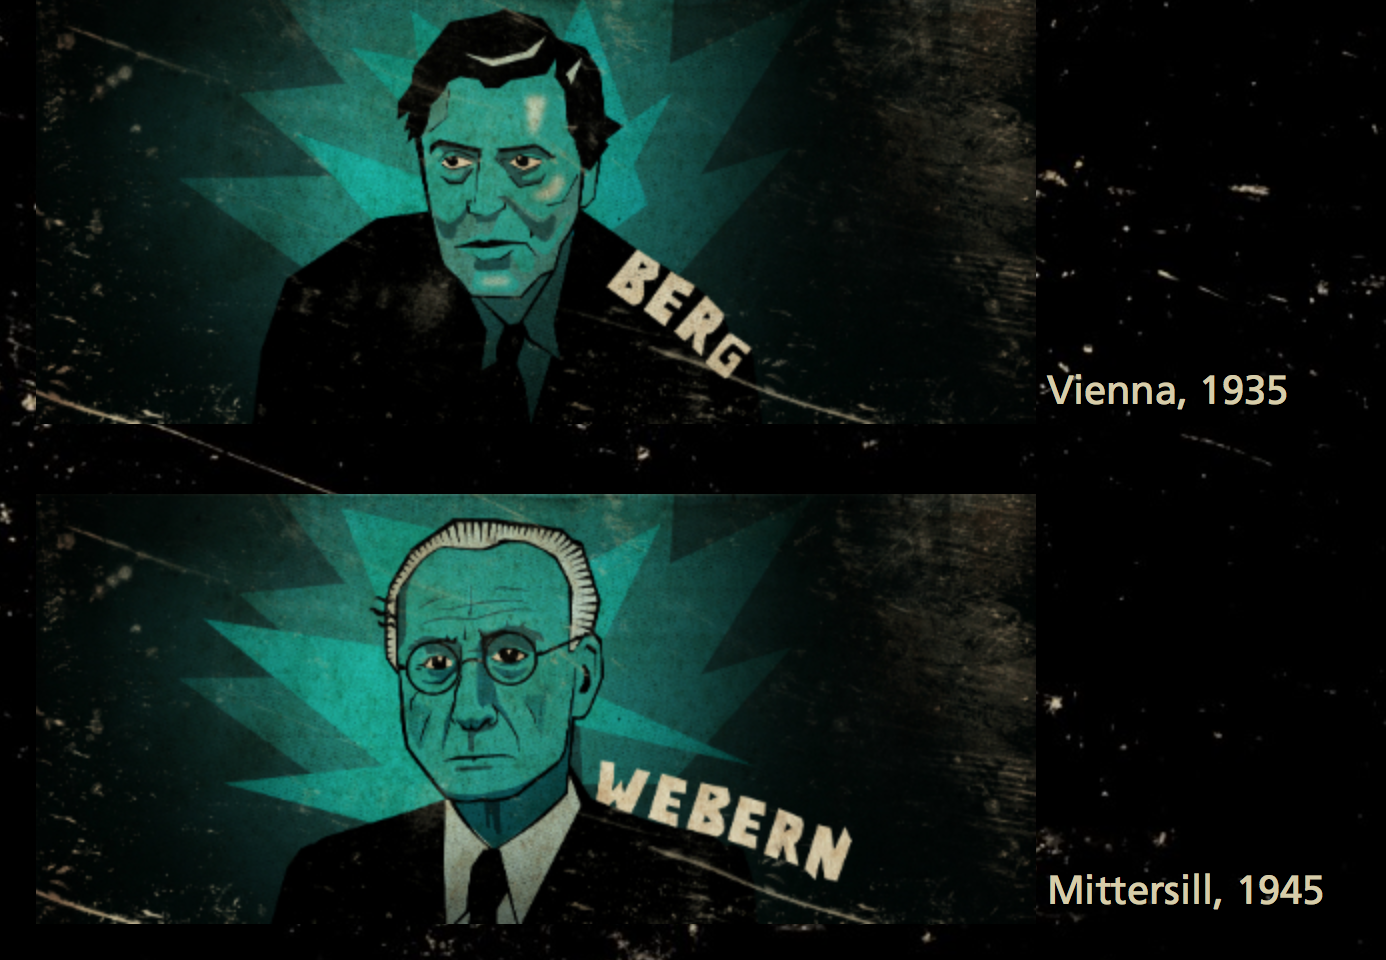 BERG
Vienna, 1935
WEBERN
Mittersill, 1945